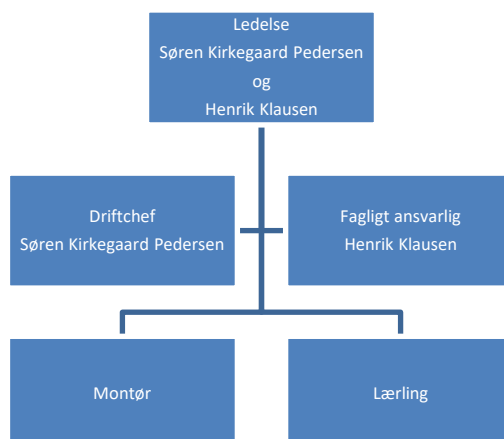 Ledelse
Søren Kirkegaard Pedersen
og
Henrik Klausen
Driftchef
Søren Kirkegaard Pedersen
Fagligt ansvarlig
Henrik Klausen
Montør
Lærling